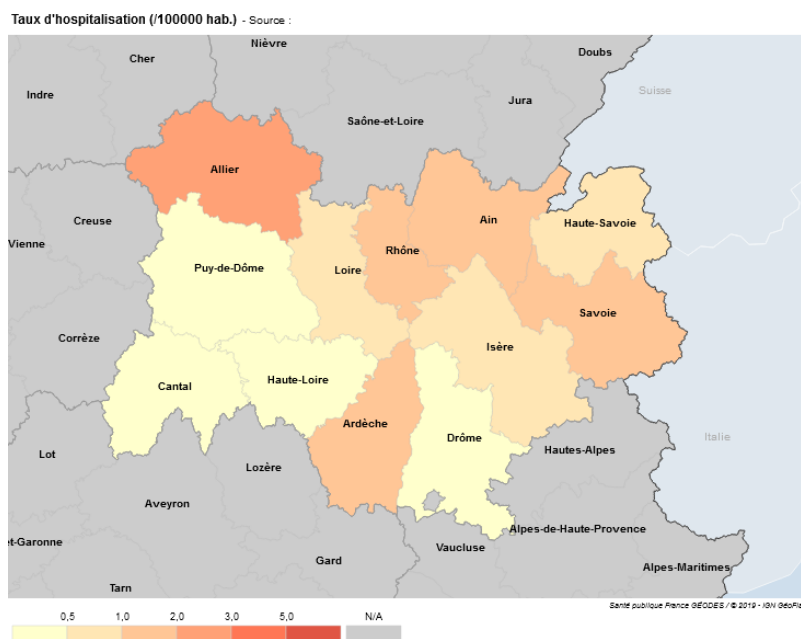 Taux d'hospitalisation (/100000 hab.) - Source :
Nièvre
Doubs
Cher
Suisse
Indre
Jura
Saône-et-Loire
Allier
Creuse
Ain
Haute-Savoie
Vienne
Rhône
Puy-de-Dôme
Loire
Savoie
Corrèze
Isère
Haute-Loire
Cantal
Ardèche
Italie
Drôme
Hautes-Alpes
Lot
Lozère
Aveyron
Alpes-de-Haute-Provence
et-Garonne
Vaucluse
Gard
Alpes-Maritimes
Tarn
Santé publique France GÉODES / © 2019 - IGN GéoFla
0,5 1,0 2,0 3,0 5,0 N/A